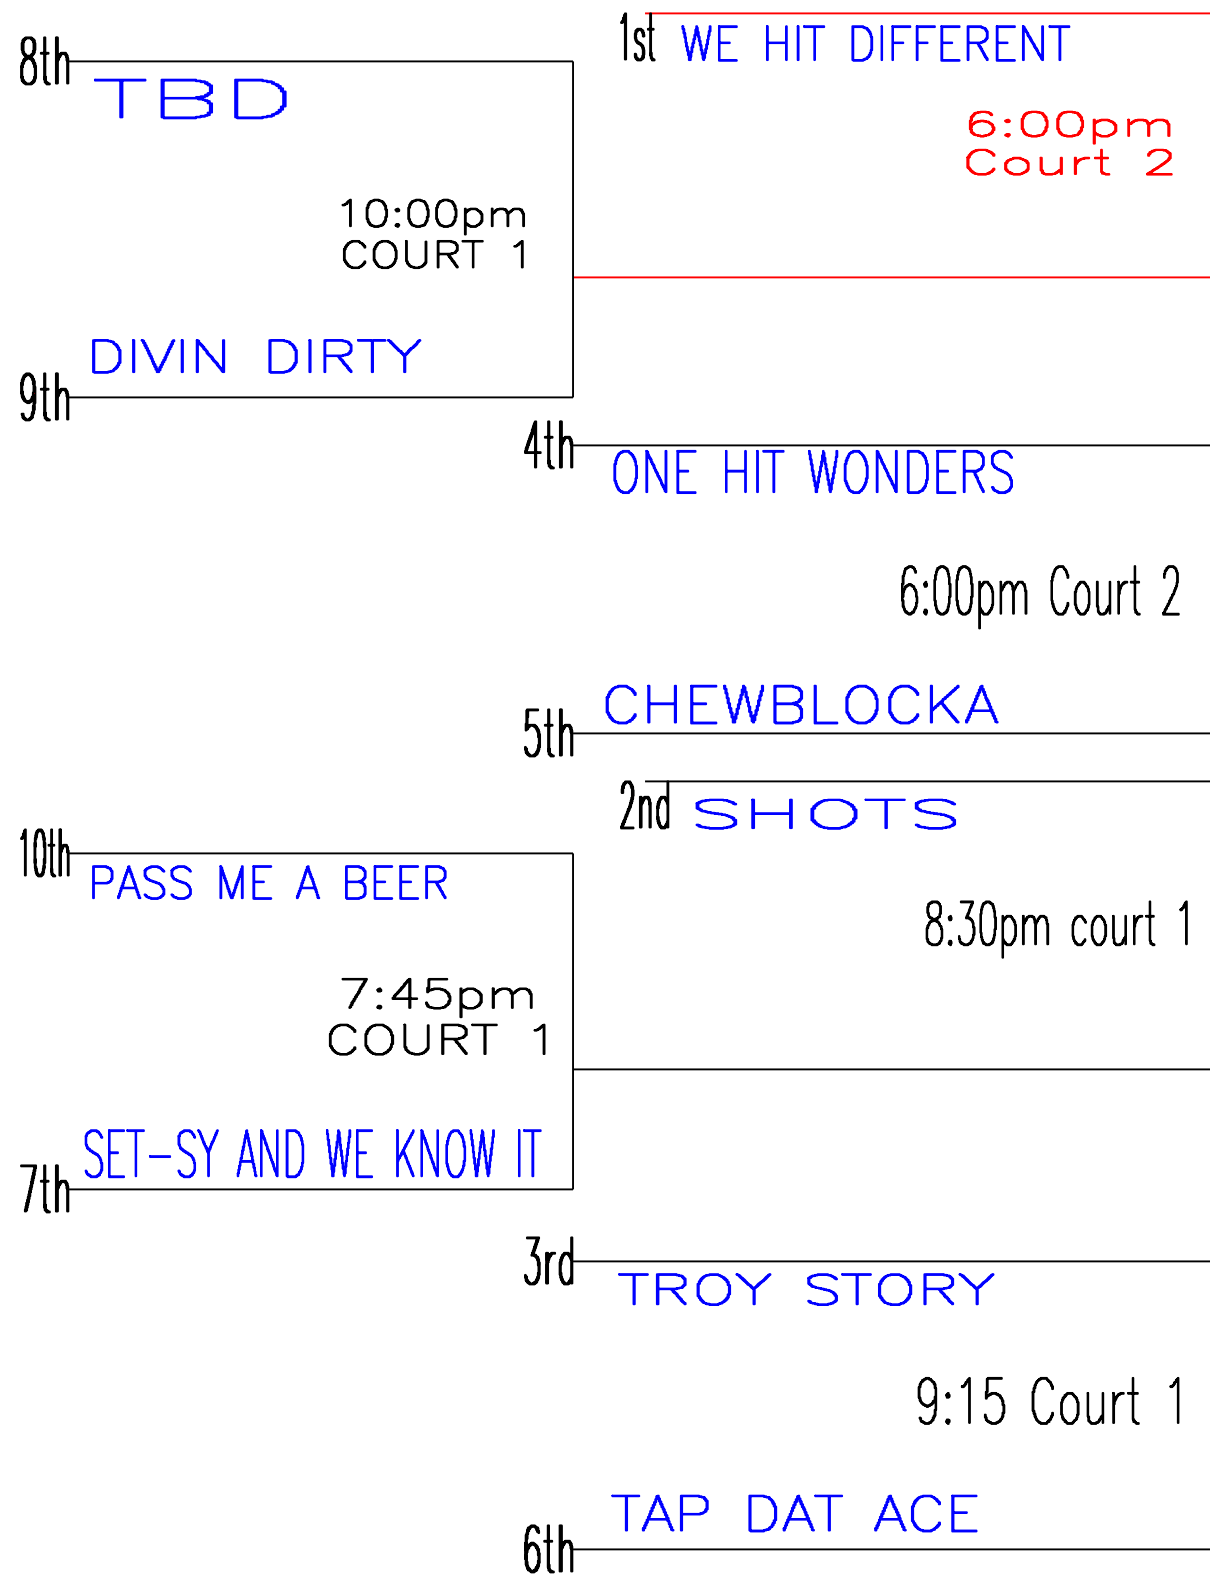 8th
TBD
10:00pm
COURT 1
DIVIN DIRTY
9th
1st WE HIT DIFFERENT
6:00pm
Court 2
4th
ONE HIT WONDERS
6:00pm Court 2
CHEWBLOCKA
5th
2nd SHOTS
8:30pm court 1
10th
PASS ME A BEER
7:45pm
COURT 1
SET-SY AND WE KNOW IT
7th
3rd
TROY STORY
9:15 Court 1
TAP DAT ACE
6th